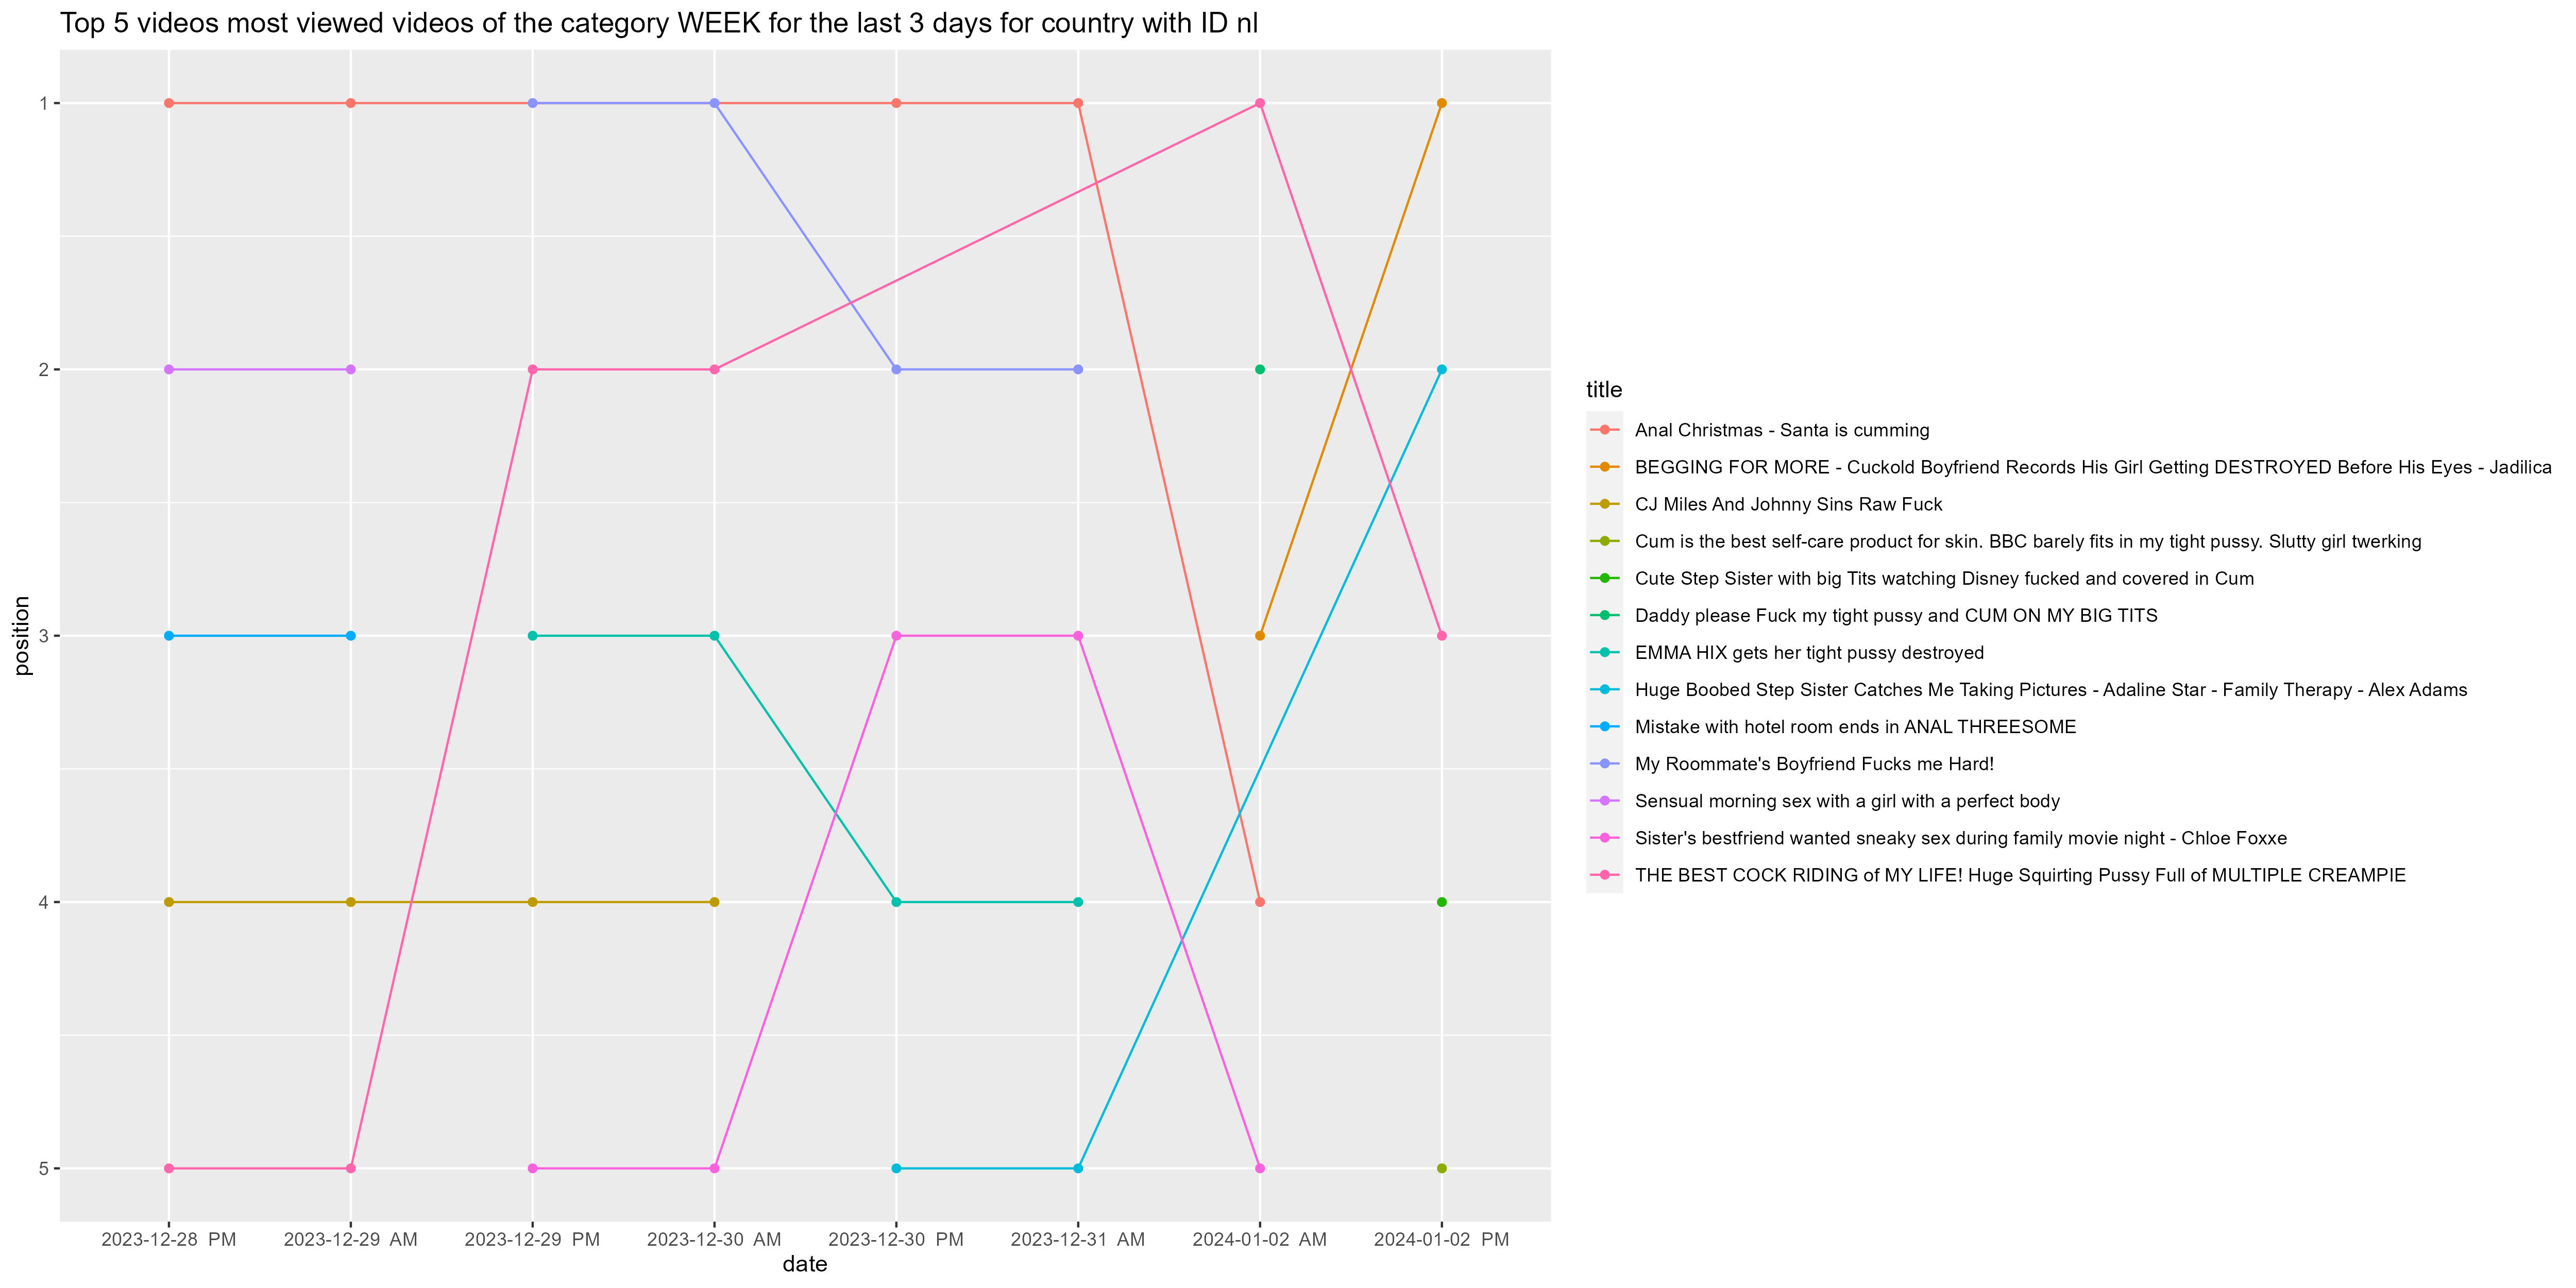 Top 5 videos most viewed videos of the category WEEK for the last 3 days for country with ID nl
position
1
2
3
4
5
2023-12-28 PM
2023-12-29 AM
2023-12-29 PM
2023-12-30 AM
2023-12-30 PM
2023-12-31 AM
2024-01-02 AM
2024-01-02 PM
date
title
Anal Christmas - Santa is cumming
BEGGING FOR MORE - Cuckold Boyfriend Records His Girl Getting DESTROYED Before His Eyes - Jadilica
CJ Miles And Johnny Sins Raw Fuck
Cum is the best self-care product for skin. BBC barely fits in my tight pussy. Slutty girl twerking
Cute Step Sister with big Tits watching Disney fucked and covered in Cum
Daddy please Fuck my tight pussy and CUM ON MY BIG TITS
EMMA HIX gets her tight pussy destroyed
Huge Boobed Step Sister Catches Me Taking Pictures - Adaline Star - Family Therapy - Alex Adams
Mistake with hotel room ends in ANAL THREESOME
My Roommate's Boyfriend Fucks me Hard!
Sensual morning sex with a girl with a perfect body
Sister's bestfriend wanted sneaky sex during family movie night - Chloe Foxxe
THE BEST COCK RIDING of MY LIFE! Huge Squirting Pussy Full of MULTIPLE CREAMPIE